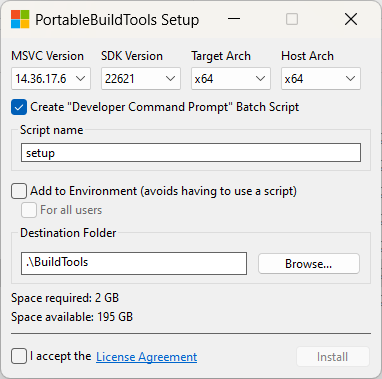 PortableBuildTools Setup
MSVC Version SDK Version Target Arch Host Arch
14.36.17.6 22621 x64 x64
Create "Developer Command Prompt" Batch Script
Script name
setup
Add to Environment (avoids having to use a script)
For all users
Destination Folder
.\BuildTools Browse...
Space required: 2 GB
Space available: 195 GB
I accept the License Agreement Install